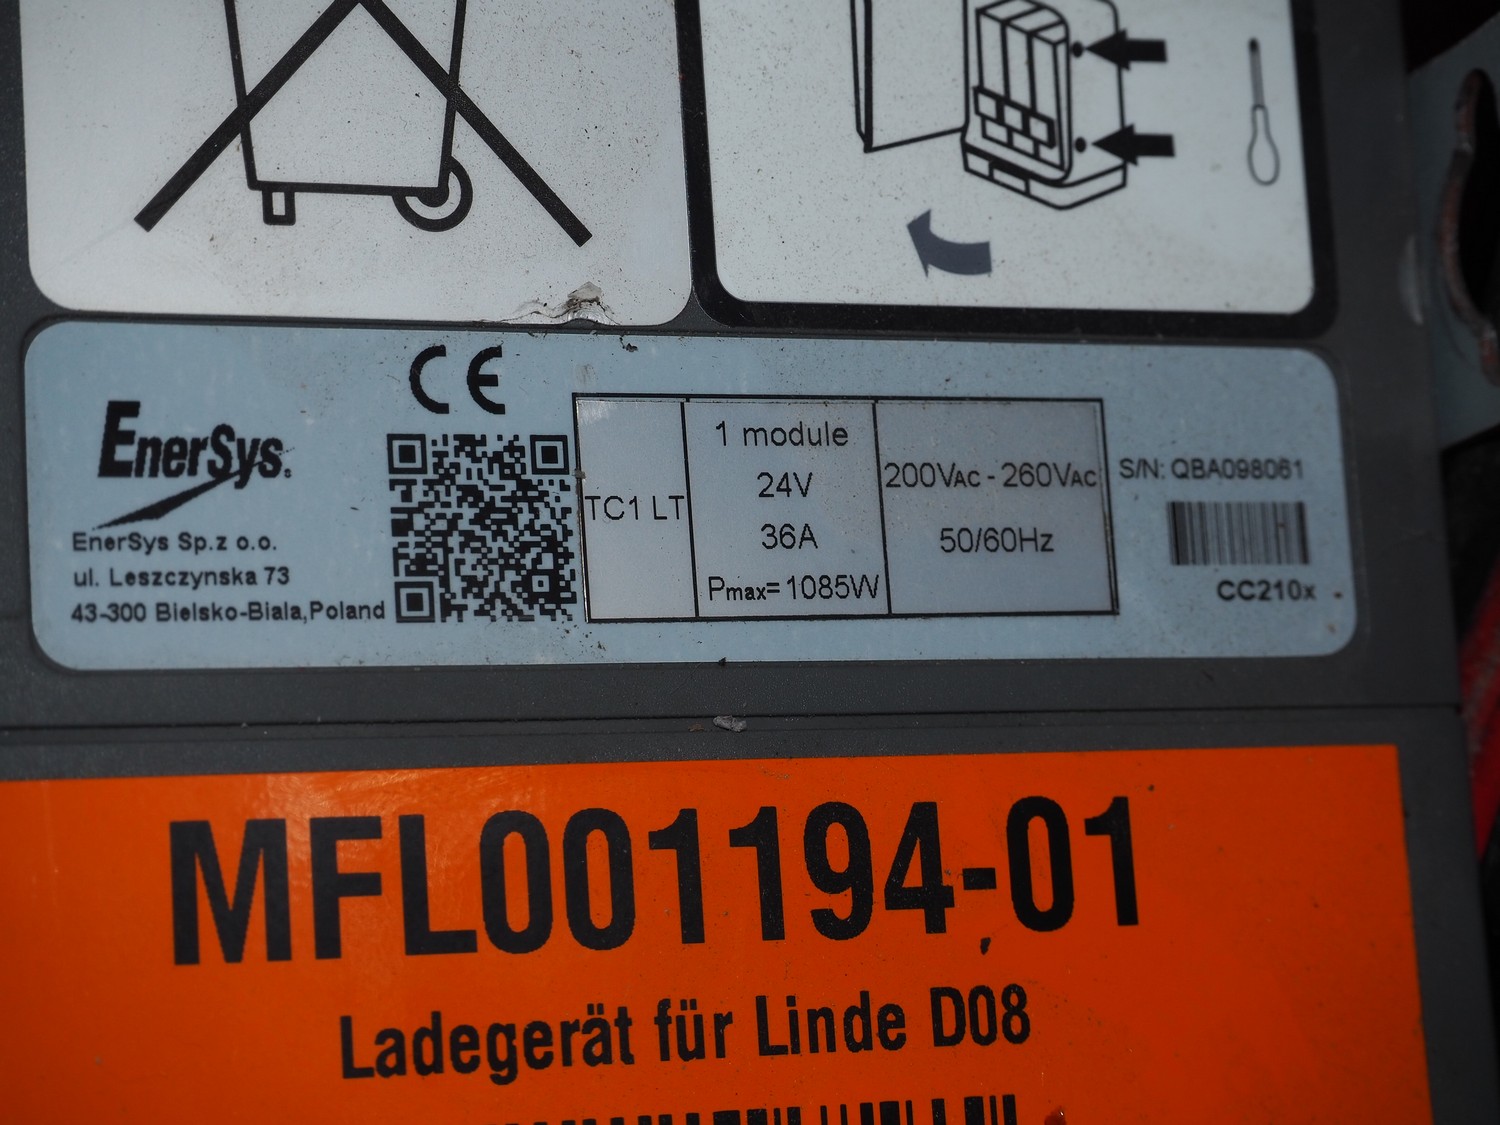 CE
EnerSys
EnerSys Sp.z o.o.
ul. Leszczynska 73
43-300 Bielsko-Biala,Poland
TC1 LT
1 module
24V
36A
Pmax=1085W
200VAC - 260VAC
50/60Hz
S/N: QBA098061
CC210x
MFL001194-01
Ladegerät für Linde D08